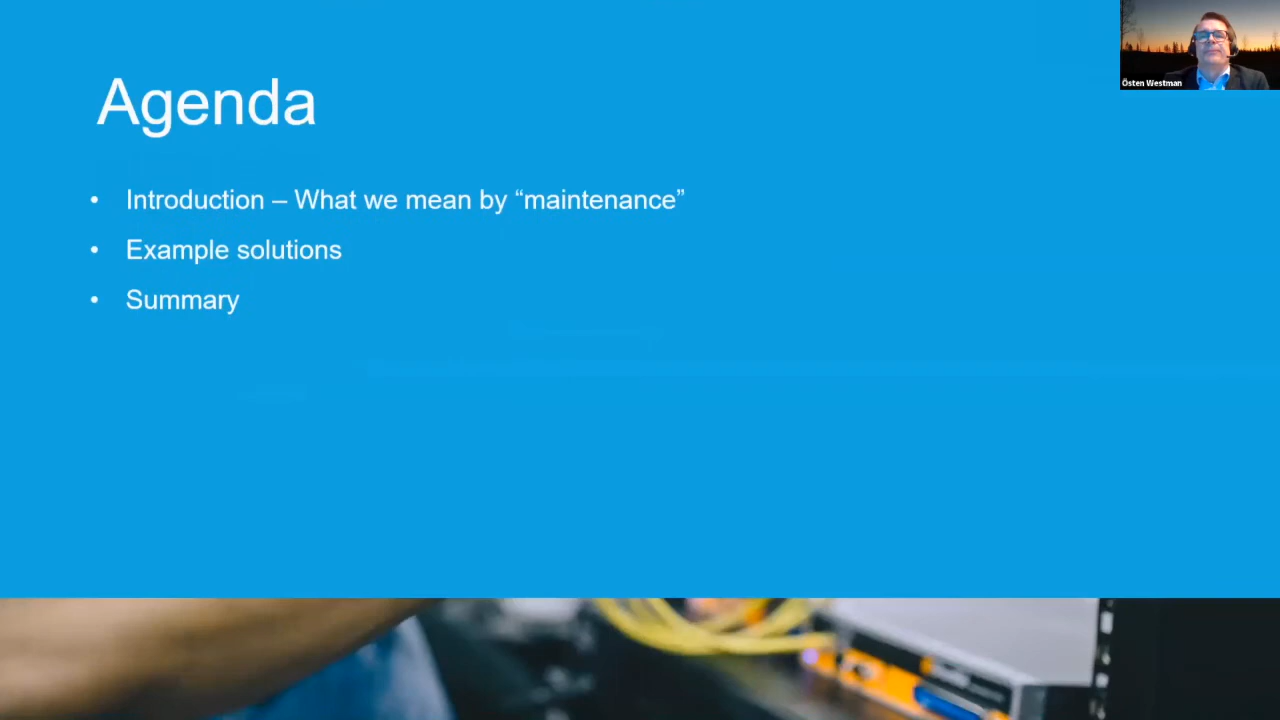 Agenda
• Introduction – What we mean by “maintenance”
• Example solutions
• Summary
Östen Westman